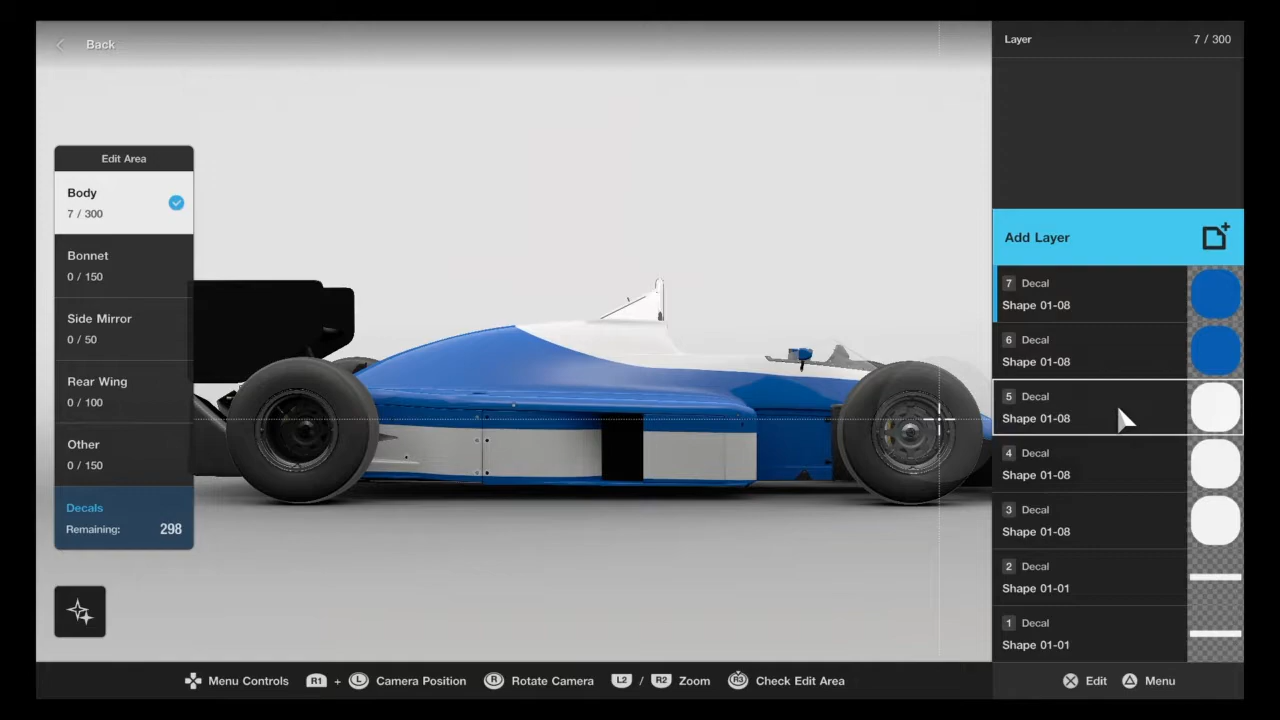 Back
Layer 7 / 300
Edit Area
Body
7 / 300
Bonnet
0 / 150
Side Mirror
0 / 50
Rear Wing
0 / 100
Other
0 / 150
Decals
Remaining: 298
Add Layer
7 Decal
Shape 01-08
6 Decal
Shape 01-08
5 Decal
Shape 01-08
4 Decal
Shape 01-08
3 Decal
Shape 01-08
2 Decal
Shape 01-01
1 Decal
Shape 01-01
Menu Controls R1 + L Camera Position R Rotate Camera L2 / R2 Zoom R3 Check Edit Area Edit Menu